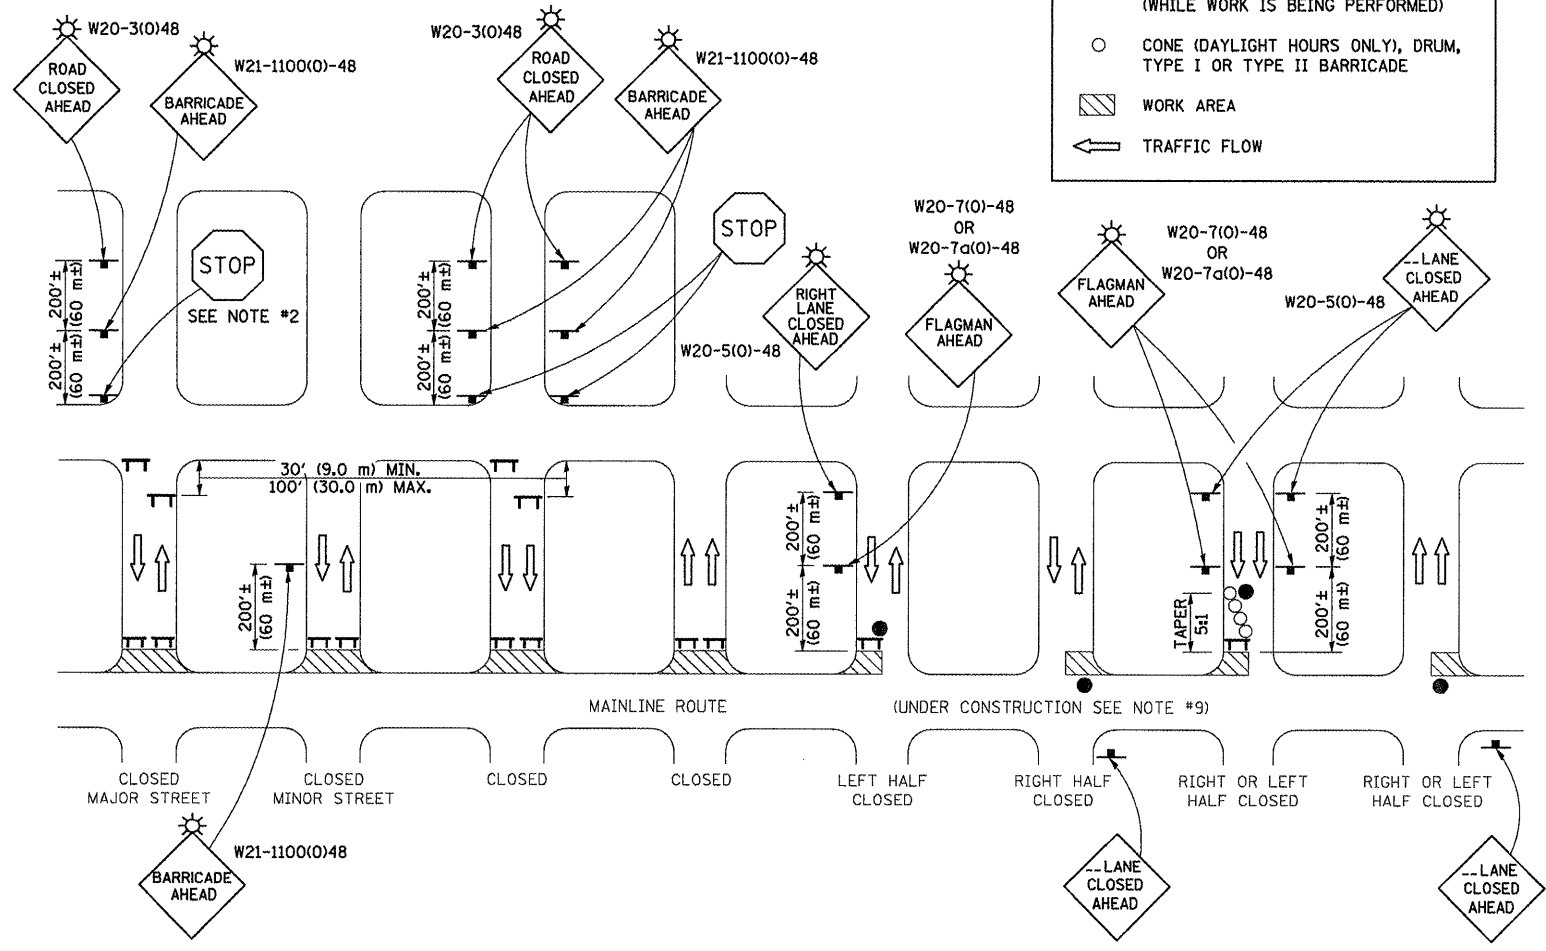 (WHILE WORK IS BEING PERFORMED)
CONE (DAYLIGHT HOURS ONLY), DRUM,
TYPE I OR TYPE II BARRICADE
WORK AREA
TRAFFIC FLOW
W20-3(0)48
ROAD
CLOSED
AHEAD
W21-1100(0)-48
BARRICADE
AHEAD
W20-3(0)48
ROAD
CLOSED
AHEAD
W21-1100(0)-48
BARRICADE
AHEAD
STOP
SEE NOTE #2
STOP
W20-5(0)-48
RIGHT
LANE
CLOSED
AHEAD
W20-7(0)-48
OR
W20-7a(0)-48
FLAGMAN
AHEAD
FLAGMAN
AHEAD
W20-7(0)-48
OR
W20-7a(0)-48
W20-5(0)-48
--LANE
CLOSED
AHEAD
200'±
(60 m±)
200'±
(60 m±)
200'±
(60 m±)
200'±
(60 m±)
30' (9.0 m) MIN.
100' (30.0 m) MAX.
200'±
(60 m±)
200'±
(60 m±)
200'±
(60 m±)
TAPER
5:1
200'±
(60 m±)
200'±
(60 m±)
MAINLINE ROUTE
(UNDER CONSTRUCTION SEE NOTE #9)
CLOSED
MAJOR STREET
CLOSED
MINOR STREET
CLOSED
CLOSED
LEFT HALF
CLOSED
RIGHT HALF
CLOSED
RIGHT OR LEFT
HALF CLOSED
RIGHT OR LEFT
HALF CLOSED
W21-1100(0)48
BARRICADE
AHEAD
--LANE
CLOSED
AHEAD
--LANE
CLOSED
AHEAD